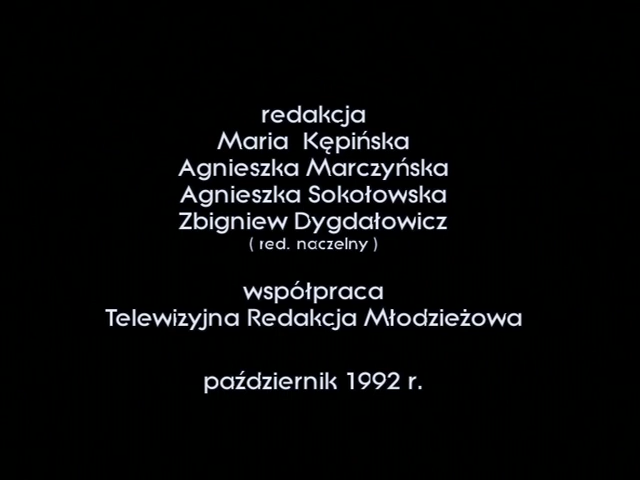 redakcja
Maria Kępińska
Agnieszka Marczyńska
Agnieszka Sokołowska
Zbigniew Dygdałowicz
( red. naczelny )
współpraca
Telewizyjna Redakcja Młodzieżowa
październik 1992 r.